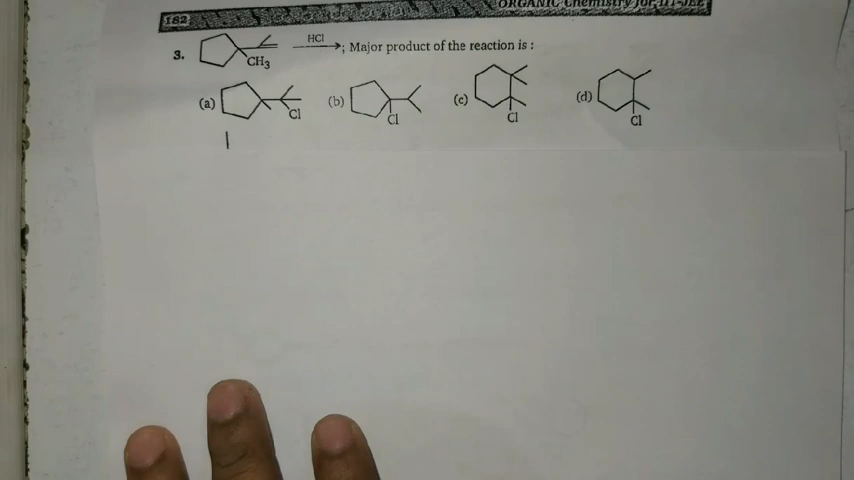 182 ORGANIC Chemistry for IIT-JEE
3. CH3 HCl ; Major product of the reaction is :
(a) Cl (b) Cl (c) Cl (d) Cl